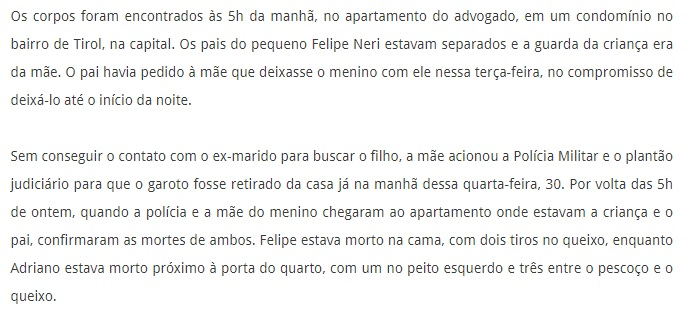 Os corpos foram encontrados às 5h da manhã, no apartamento do advogado, em um condomínio no
bairro de Tirol, na capital. Os pais do pequeno Felipe Neri estavam separados e a guarda da criança era
da mãe. O pai havia pedido à mãe que deixasse o menino com ele nessa terça-feira, no compromisso de
deixá-lo até o início da noite.
Sem conseguir o contato com o ex-marido para buscar o filho, a mãe acionou a Polícia Militar e o plantão
judiciário para que o garoto fosse retirado da casa já na manhã dessa quarta-feira, 30. Por volta das 5h
de ontem, quando a polícia e a mãe do menino chegaram ao apartamento onde estavam a criança e o
pai, confirmaram as mortes de ambos. Felipe estava morto na cama, com dois tiros no queixo, enquanto
Adriano estava morto próximo à porta do quarto, com um no peito esquerdo e três entre o pescoço e o
queixo.